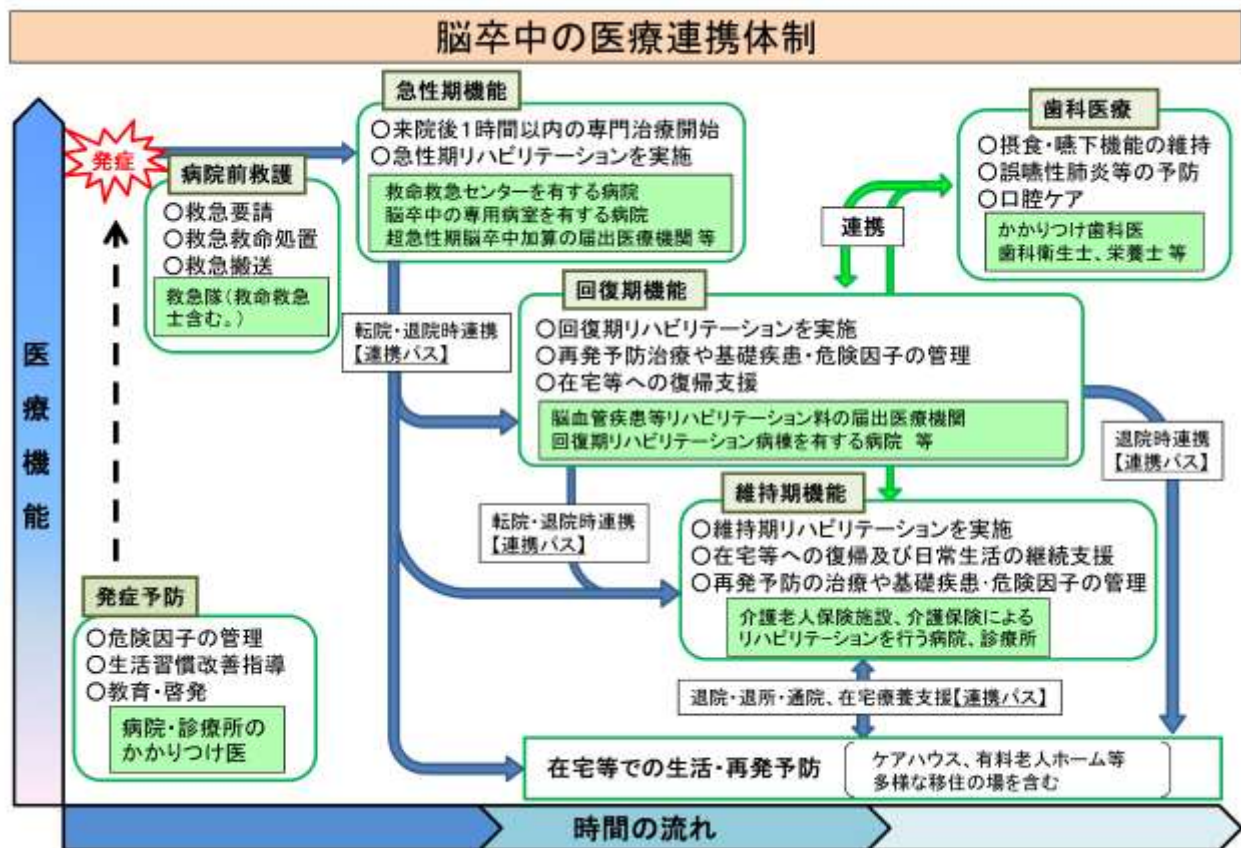 脳卒中の医療連携体制
医療機能
発症
病院前救護
○救急要請
○救急救命処置
○救急搬送
救急隊(救命救急
士含む。)
急性期機能
○来院後1時間以内の専門治療開始
○急性期リハビリテーションを実施
救命救急センターを有する病院
脳卒中の専用病室を有する病院
超急性期脳卒中加算の届出医療機関 等
歯科医療
○摂食・嚥下機能の維持
○誤嚥性肺炎等の予防
○口腔ケア
かかりつけ歯科医
歯科衛生士、栄養士 等
連携
転院・退院時連携
【連携パス】
回復期機能
○回復期リハビリテーションを実施
○再発予防治療や基礎疾患・危険因子の管理
○在宅等への復帰支援
脳血管疾患等リハビリテーション料の届出医療機関
回復期リハビリテーション病棟を有する病院 等
退院時連携
【連携パス】
転院・退院時連携
【連携パス】
維持期機能
○維持期リハビリテーションを実施
○在宅等への復帰及び日常生活の継続支援
○再発予防の治療や基礎疾患・危険因子の管理
介護老人保険施設、介護保険による
リハビリテーションを行う病院、診療所
発症予防
○危険因子の管理
○生活習慣改善指導
○教育・啓発
病院・診療所の
かかりつけ医
退院・退所・通院、在宅療養支援【連携パス】
在宅等での生活・再発予防
ケアハウス、有料老人ホーム等
多様な移住の場を含む
時間の流れ